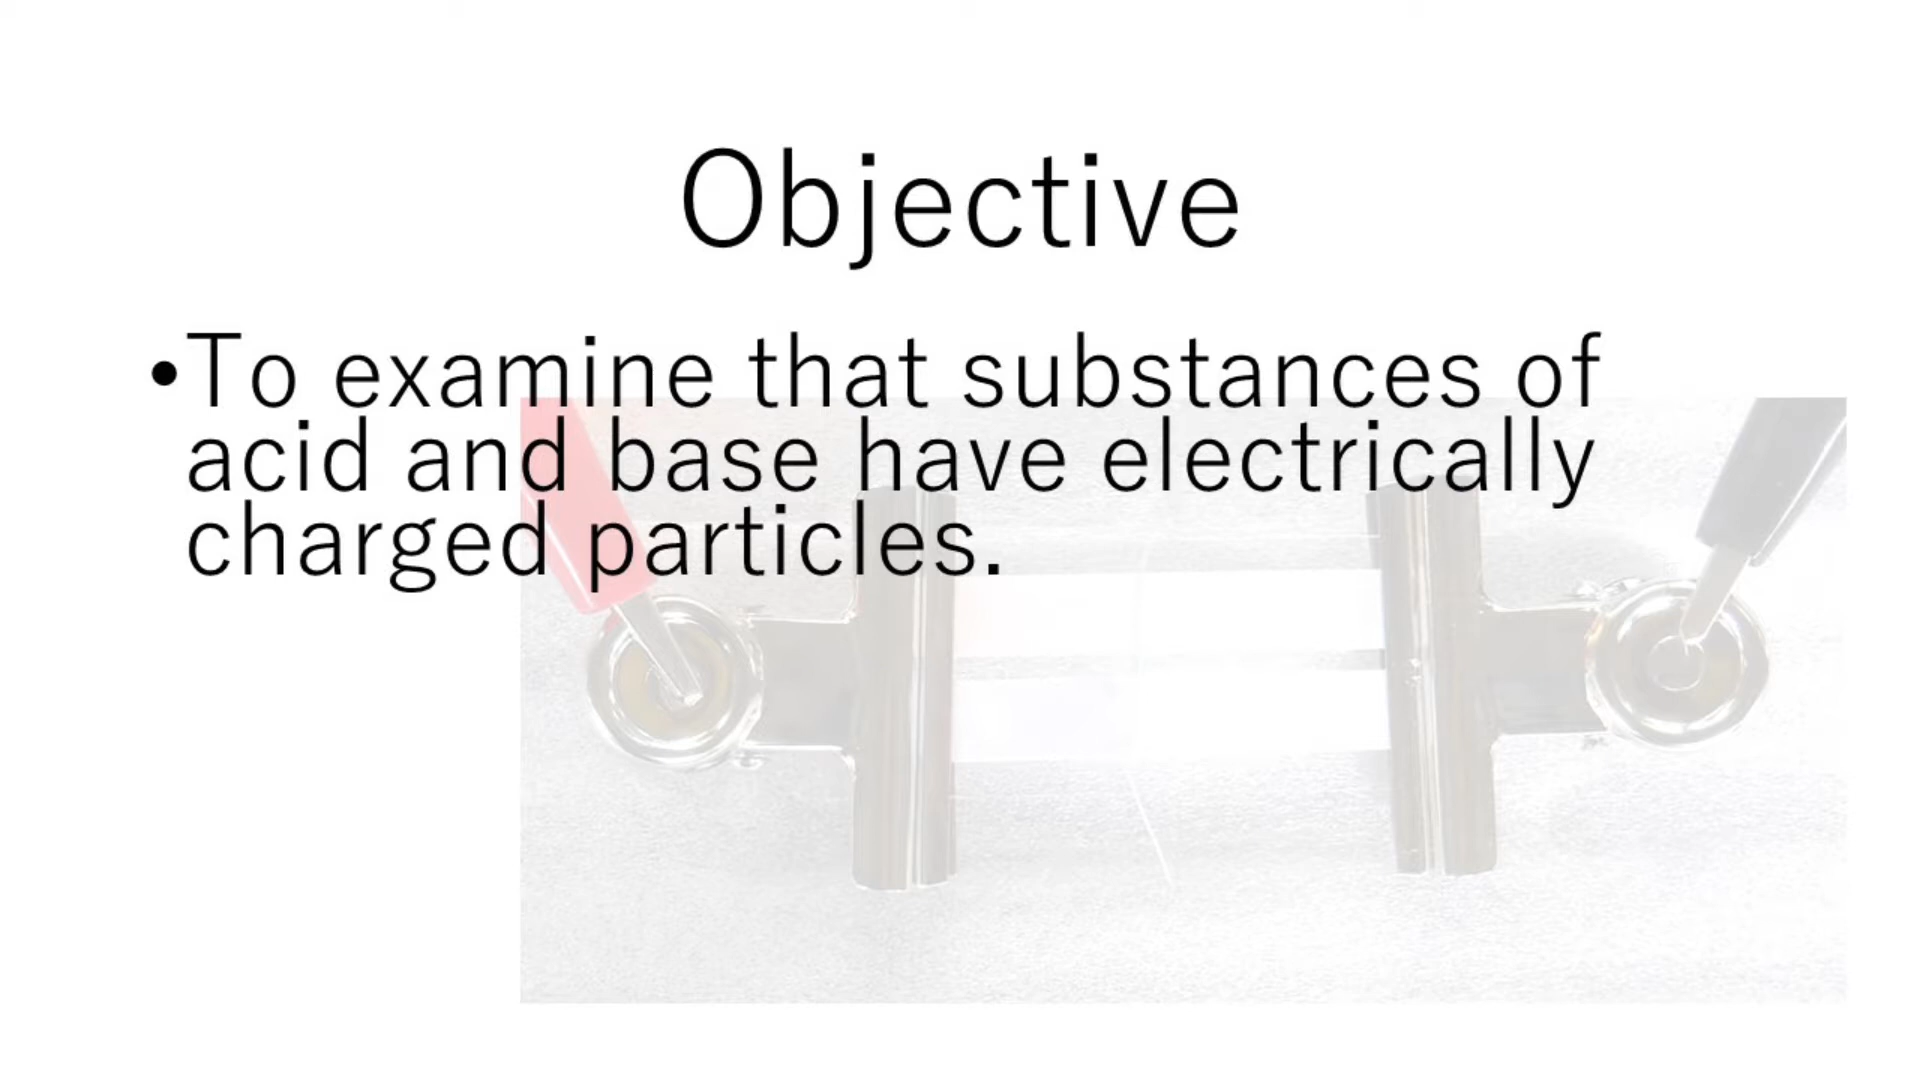 Objective
•To examine that substances of
acid and base have electrically
charged particles.